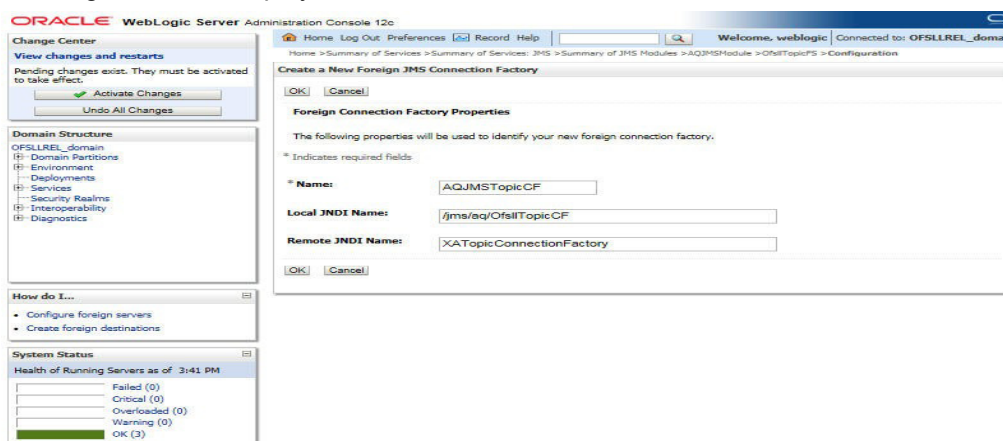 ORACLE WebLogic Server Administration Console 12c
Change Center
View changes and restarts
Pending changes exist. They must be activated
to take effect.
Activate Changes
Undo All Changes
Domain Structure
OFSLLREL_domain
Domain Partitions
Environment
Deployments
Services
Security Realms
Interoperability
Diagnostics
How do I...
Configure foreign servers
Create foreign destinations
System Status
Health of Running Servers as of 3:41 PM
Failed (0)
Critical (0)
Overloaded (0)
Warning (0)
OK (3)
Home Log Out Preferences Record Help
Welcome, weblogic Connected to: OFSLLREL_doma
Home >Summary of Services >Summary of Services: JMS >Summary of JMS Modules >AQJMSModule >OfsllTopicFS >Configuration
Create a New Foreign JMS Connection Factory
OK Cancel
Foreign Connection Factory Properties
The following properties will be used to identify your new foreign connection factory.
* Indicates required fields
* Name: AQJMSTopicCF
Local JNDI Name: /jms/aq/OfsllTopicCF
Remote JNDI Name: XATopicConnectionFactory
OK Cancel